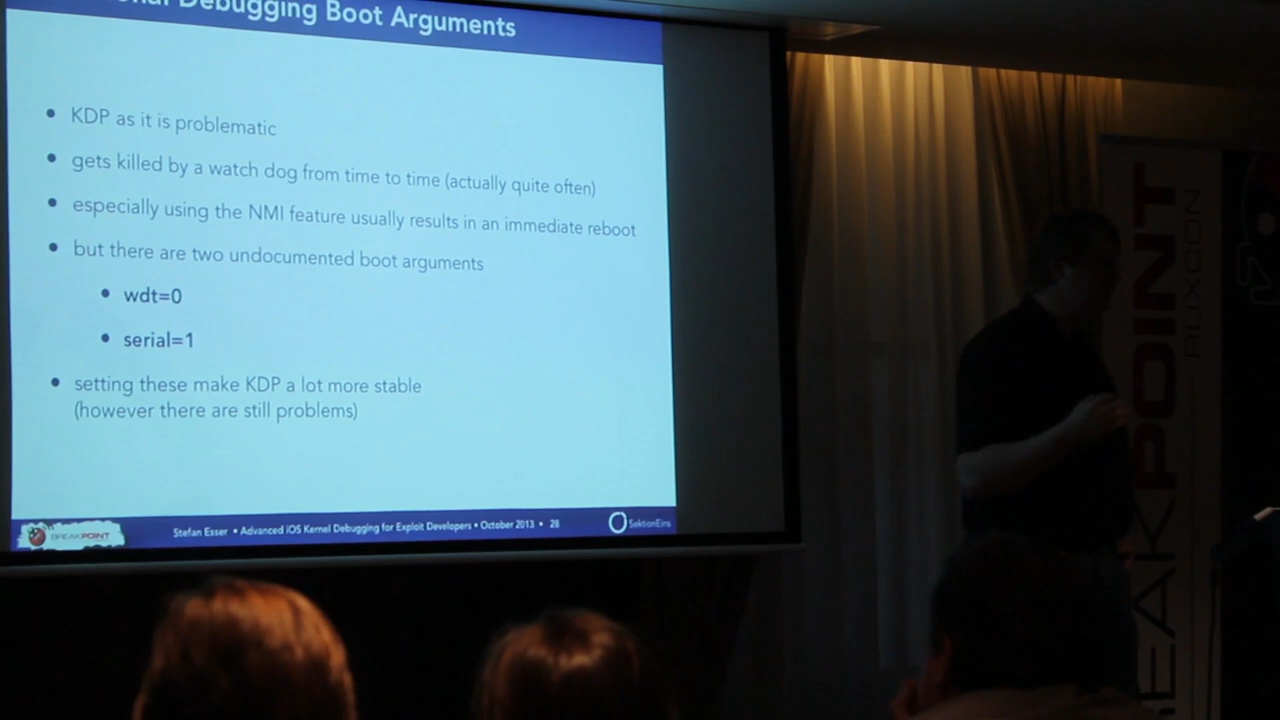 Debugging Boot Arguments
• KDP as it is problematic
• gets killed by a watch dog from time to time (actually quite often)
• especially using the NMI feature usually results in an immediate reboot
• but there are two undocumented boot arguments
• wdt=0
• serial=1
• setting these make KDP a lot more stable
(however there are still problems)
BREAKPOINT
Stefan Esser • Advanced iOS Kernel Debugging for Exploit Developers • October 2013 • 28
SektionEins
BREAKPOINT
RUXCON
EAK